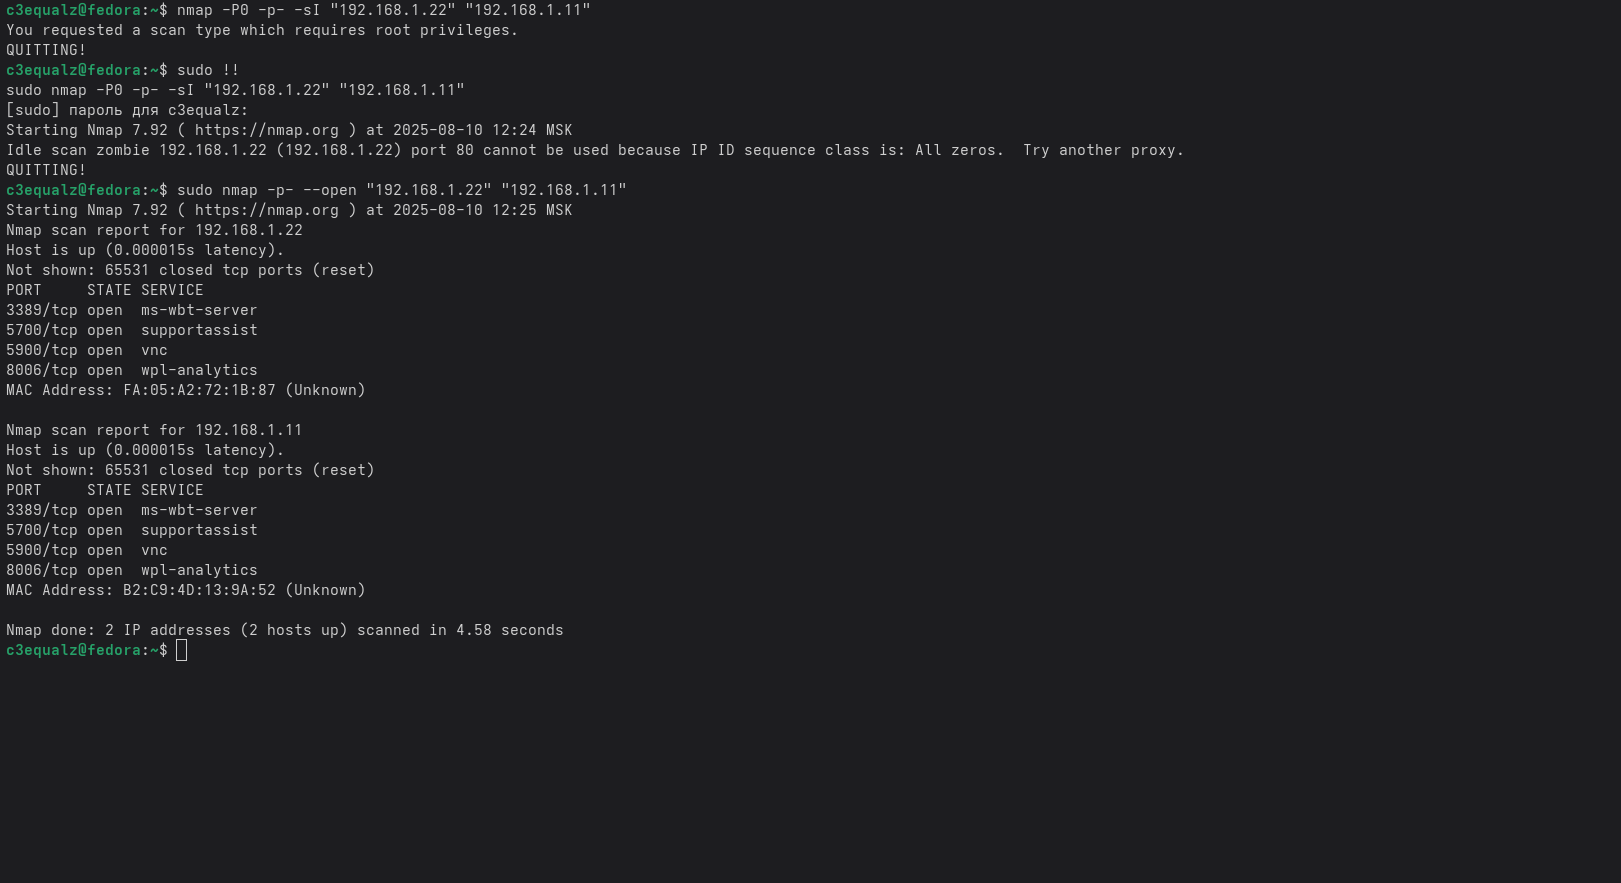 c3equalz@fedora:~$ nmap -P0 -p- -sI "192.168.1.22" "192.168.1.11"
You requested a scan type which requires root privileges.
QUITTING!
c3equalz@fedora:~$ sudo !!
sudo nmap -P0 -p- -sI "192.168.1.22" "192.168.1.11"
[sudo] пароль для c3equalz:
Starting Nmap 7.92 ( https://nmap.org ) at 2025-08-10 12:24 MSK
Idle scan zombie 192.168.1.22 (192.168.1.22) port 80 cannot be used because IP ID sequence class is: All zeros.  Try another proxy.
QUITTING!
c3equalz@fedora:~$ sudo nmap -p- --open "192.168.1.22" "192.168.1.11"
Starting Nmap 7.92 ( https://nmap.org ) at 2025-08-10 12:25 MSK
Nmap scan report for 192.168.1.22
Host is up (0.000015s latency).
Not shown: 65531 closed tcp ports (reset)
PORT     STATE SERVICE
3389/tcp open  ms-wbt-server
5700/tcp open  supportassist
5900/tcp open  vnc
8006/tcp open  wpl-analytics
MAC Address: FA:05:A2:72:1B:87 (Unknown)

Nmap scan report for 192.168.1.11
Host is up (0.000015s latency).
Not shown: 65531 closed tcp ports (reset)
PORT     STATE SERVICE
3389/tcp open  ms-wbt-server
5700/tcp open  supportassist
5900/tcp open  vnc
8006/tcp open  wpl-analytics
MAC Address: B2:C9:4D:13:9A:52 (Unknown)

Nmap done: 2 IP addresses (2 hosts up) scanned in 4.58 seconds
c3equalz@fedora:~$